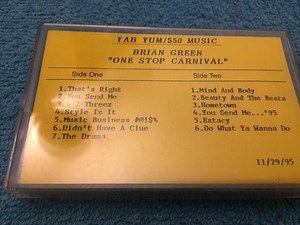 YAB YUM/550 MUSIC
BRIAN GREEN
"ONE STOP CARNIVAL"
Side One
Side Two
1.That's Right
2.You Send Me
3.
-Threez
4.Style Iz It
5.Music Business #@!$%
6.Didn't Have A Clue
7.The Drama
1.Mind And Body
2.Beauty And The Beats
3.Hometown
4.You Send Me...'95
5.Extacy
6.Do What Ya Wanna Do
11/29/95